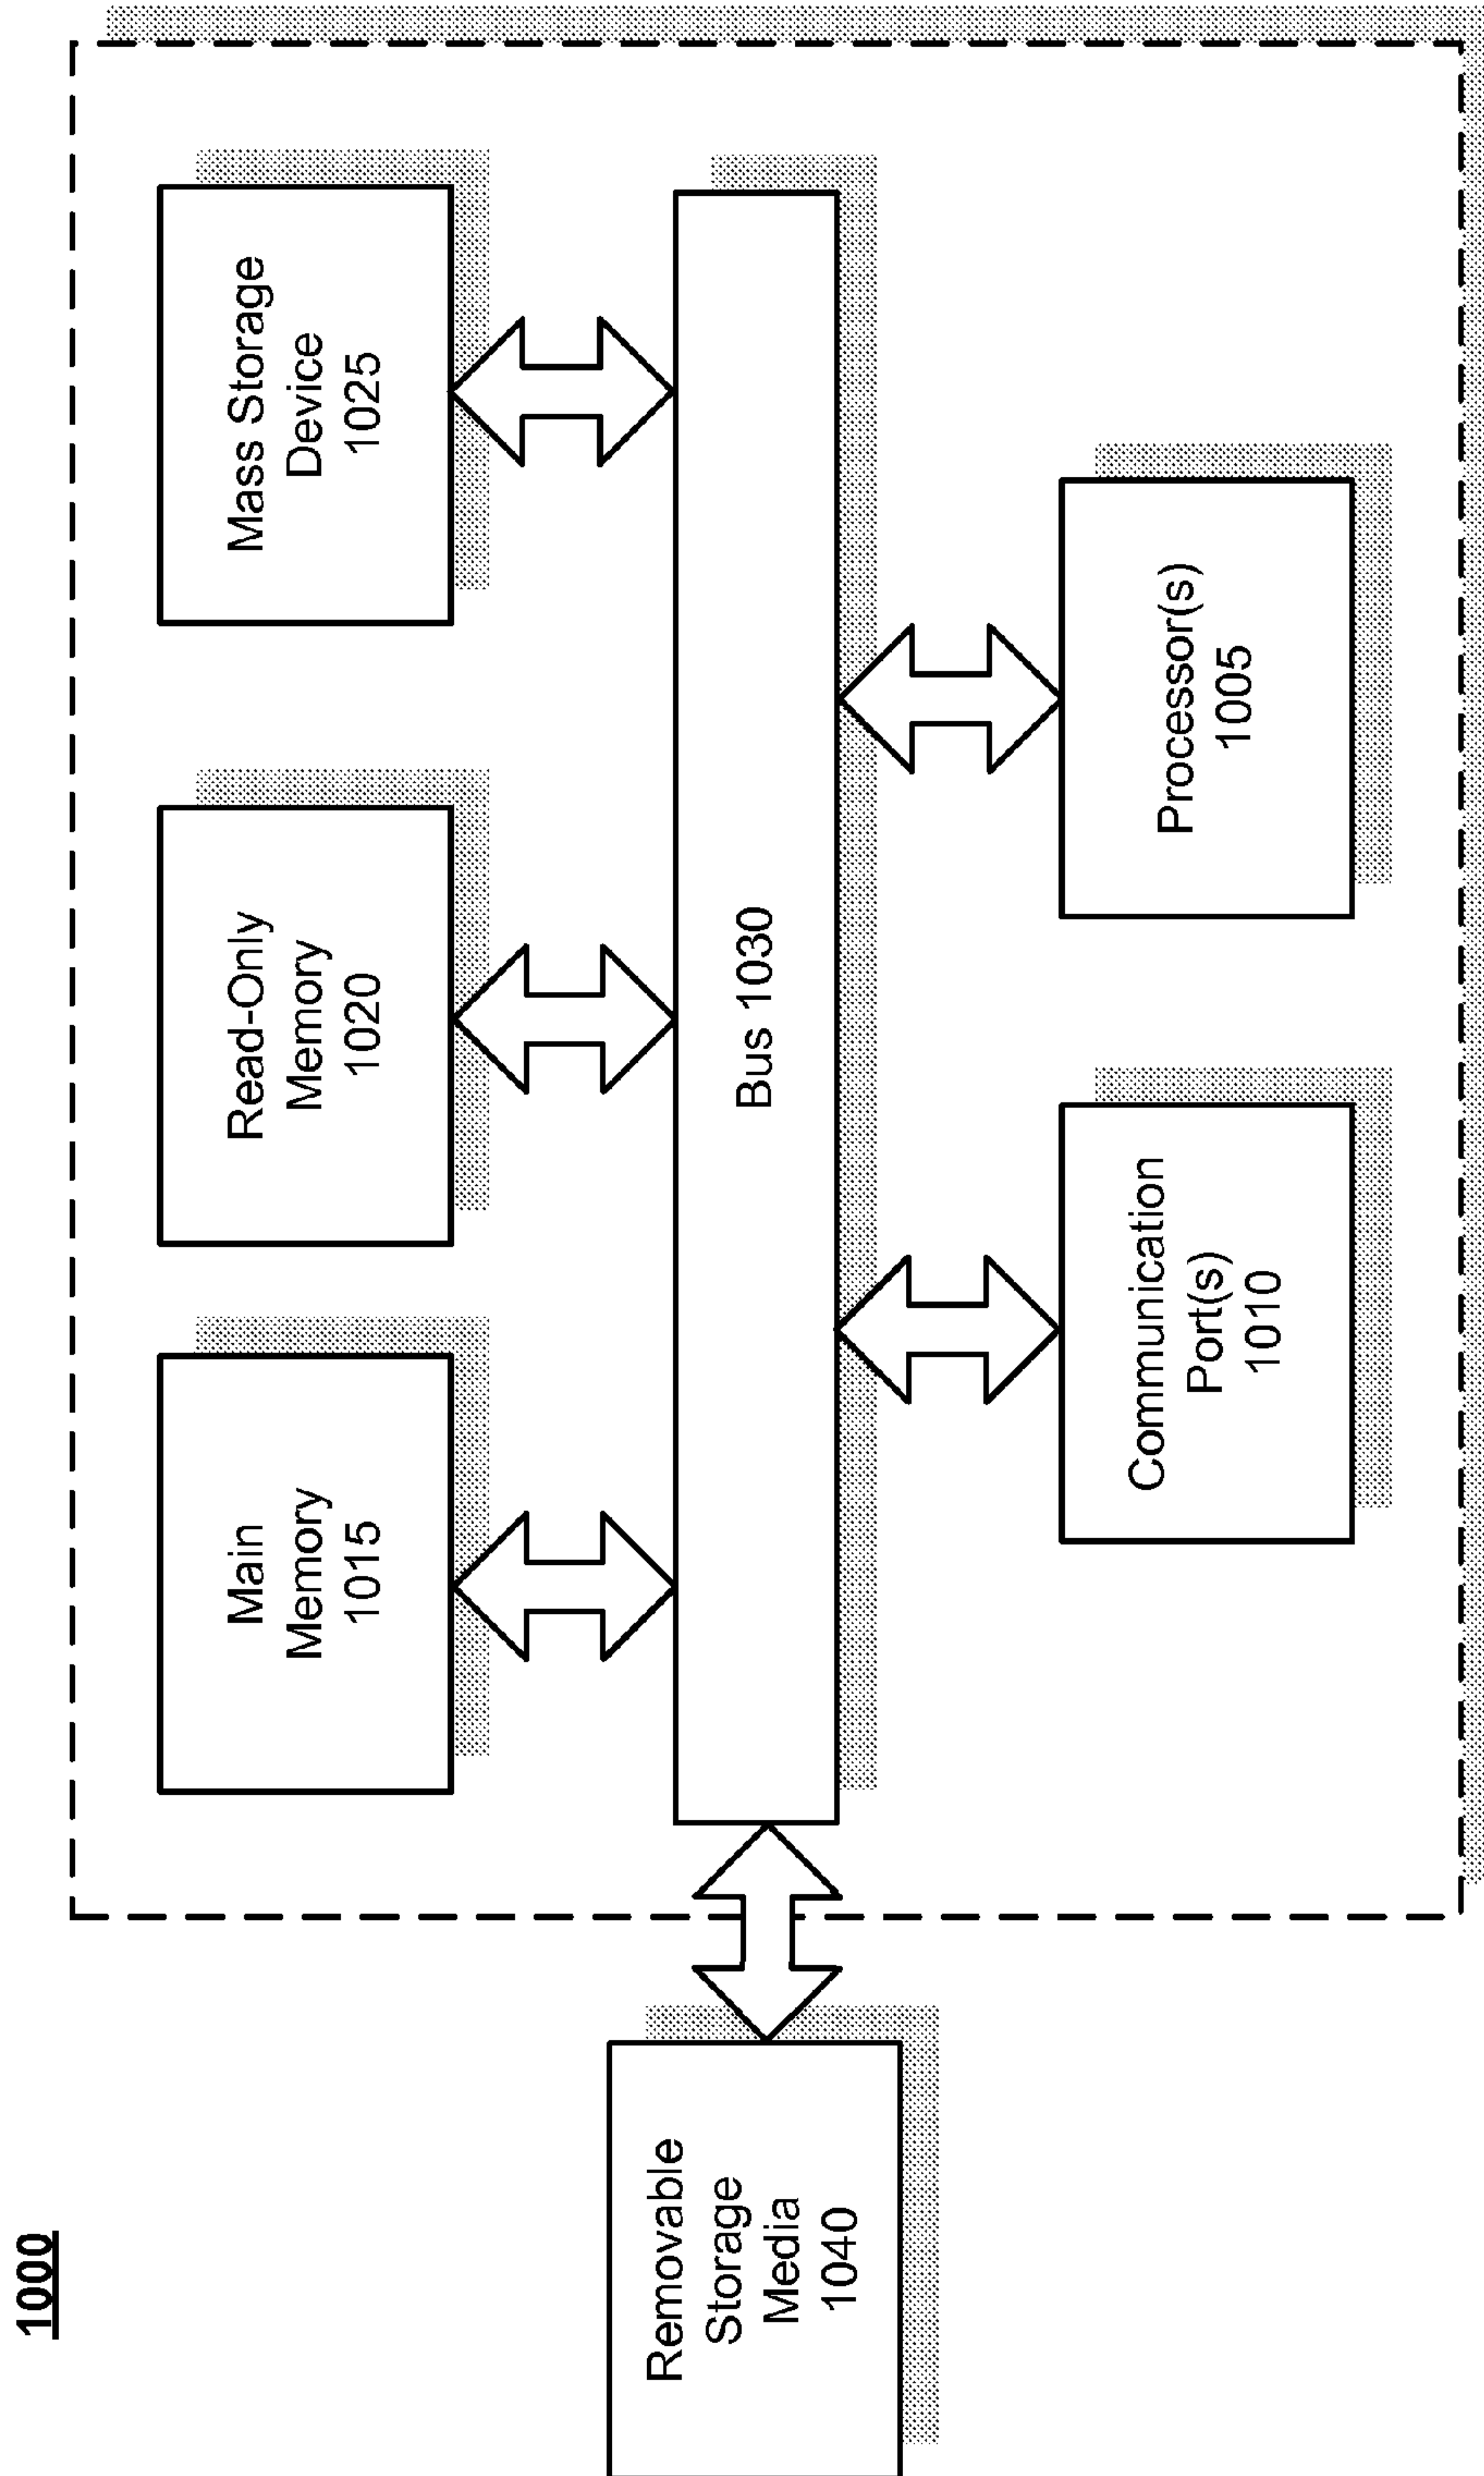 1000
Main
Memory
1015
Read-Only
Memory
1020
Mass Storage
Device
1025
Removable
Storage
Media
1040
Bus 1030
Communication
Port(s)
1010
Processor(s)
1005